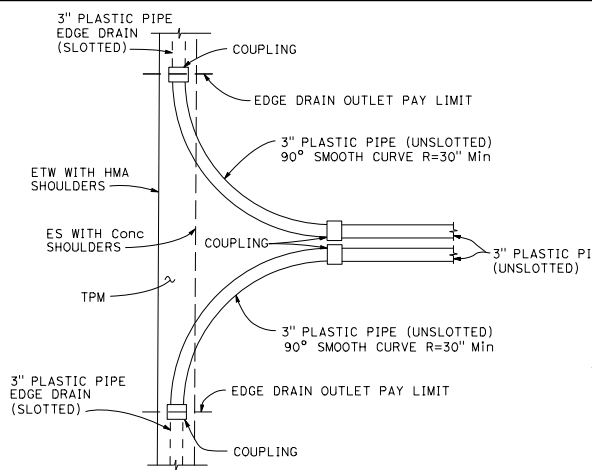 3" PLASTIC PIPE
EDGE DRAIN
(SLOTTED)
COUPLING
EDGE DRAIN OUTLET PAY LIMIT
3" PLASTIC PIPE (UNSLOTTED)
90° SMOOTH CURVE R=30" Min
ETW WITH HMA
SHOULDERS
ES WITH Conc
SHOULDERS
COUPLING
3" PLASTIC PI
(UNSLOTTED)
TPM
3" PLASTIC PIPE (UNSLOTTED)
90° SMOOTH CURVE R=30" Min
3" PLASTIC PIPE
EDGE DRAIN
(SLOTTED)
EDGE DRAIN OUTLET PAY LIMIT
COUPLING